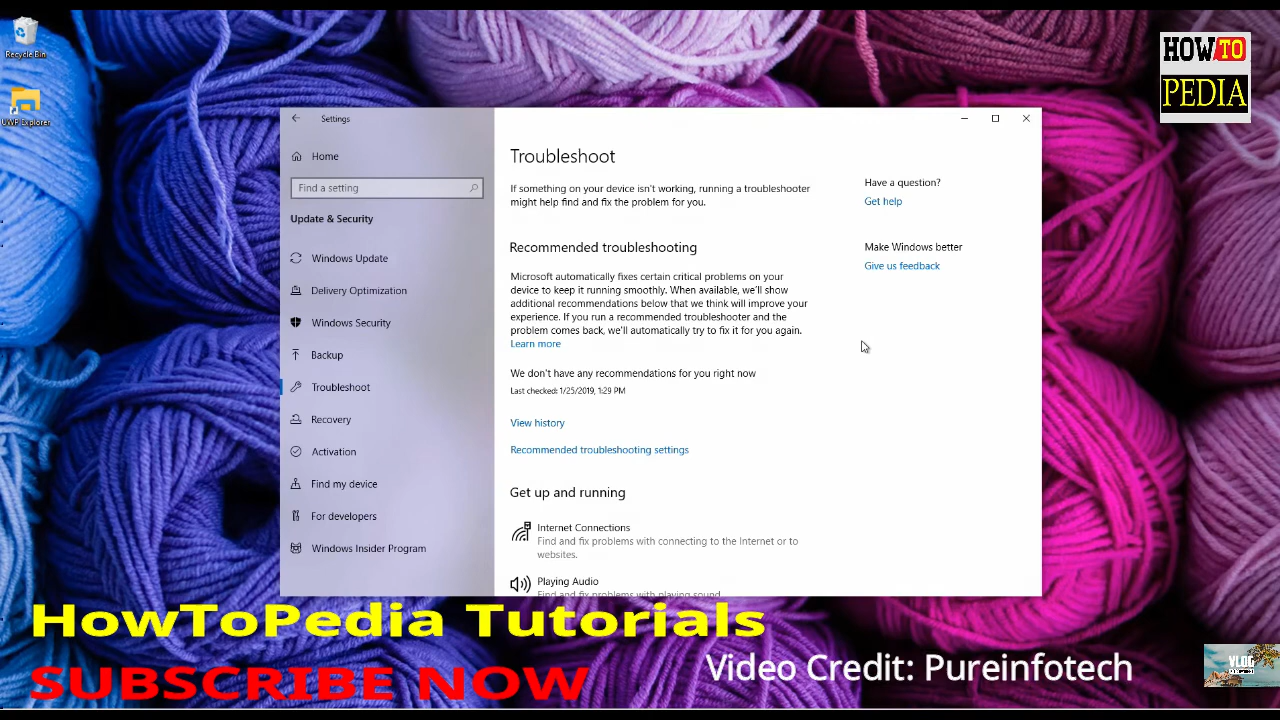 Recycle Bin
UWP Explorer
HOW TO
PEDIA
Settings
Home
Find a setting
Update & Security
Windows Update
Delivery Optimization
Windows Security
Backup
Troubleshoot
Recovery
Activation
Find my device
For developers
Windows Insider Program
Troubleshoot
If something on your device isn't working, running a troubleshooter
might help find and fix the problem for you.
Recommended troubleshooting
Microsoft automatically fixes certain critical problems on your
device to keep it running smoothly. When available, we'll show
additional recommendations below that we think will improve your
experience. If you run a recommended troubleshooter and the
problem comes back, we'll automatically try to fix it for you again.
Learn more
We don't have any recommendations for you right now
Last checked: 1/25/2019, 1:29 PM
View history
Recommended troubleshooting settings
Get up and running
Internet Connections
Find and fix problems with connecting to the Internet or to
websites.
Playing Audio
Find and fix problems with playing sound
Have a question?
Get help
Make Windows better
Give us feedback
HowToPedia Tutorials
SUBSCRIBE NOW
Video Credit: Pureinfotech
VLOG